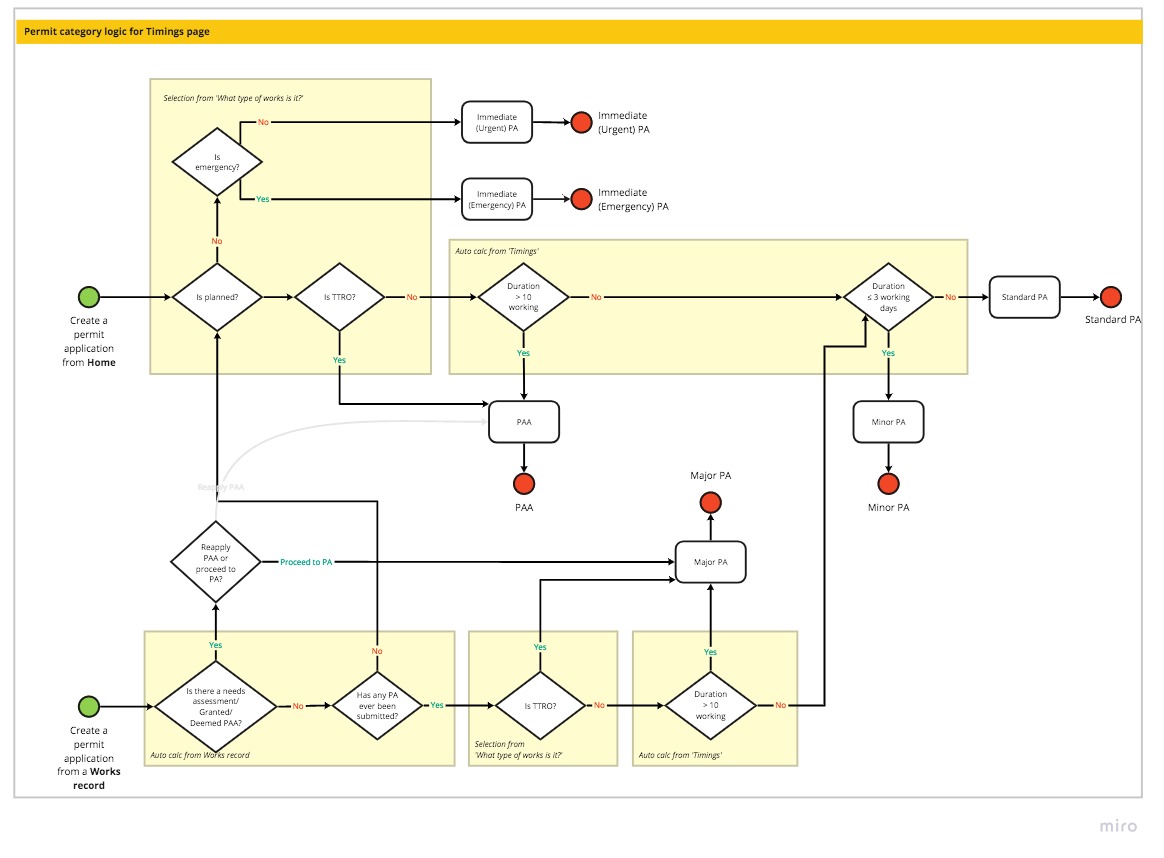 Permit category logic for Timings page
Selection from 'What type of works is it?'
No
Immediate
(Urgent) PA
Immediate
(Urgent) PA
Is
emergency?
Yes
Immediate
(Emergency) PA
Immediate
(Emergency) PA
No
Auto calc from 'Timings'
Is planned?
Is TTRO?
No
Duration
> 10
working
No
Duration
≤ 3 working
days
No
Standard PA
Standard PA
Create a
permit
application
from Home
Yes
Yes
Yes
PAA
Minor PA
Reapply PAA
PAA
Major PA
Minor PA
Reapply
PAA or
proceed to
PA?
Proceed to PA
Major PA
Yes
No
Yes
Yes
Is there a needs
assessment/
Granted/
Deemed PAA?
No
Has any PA
ever been
submitted?
Yes
Is TTRO?
No
Duration
> 10
working
No
Create a
permit
application
from a Works
record
Auto calc from Works record
Selection from
'What type of works is it?'
Auto calc from 'Timings'
miro